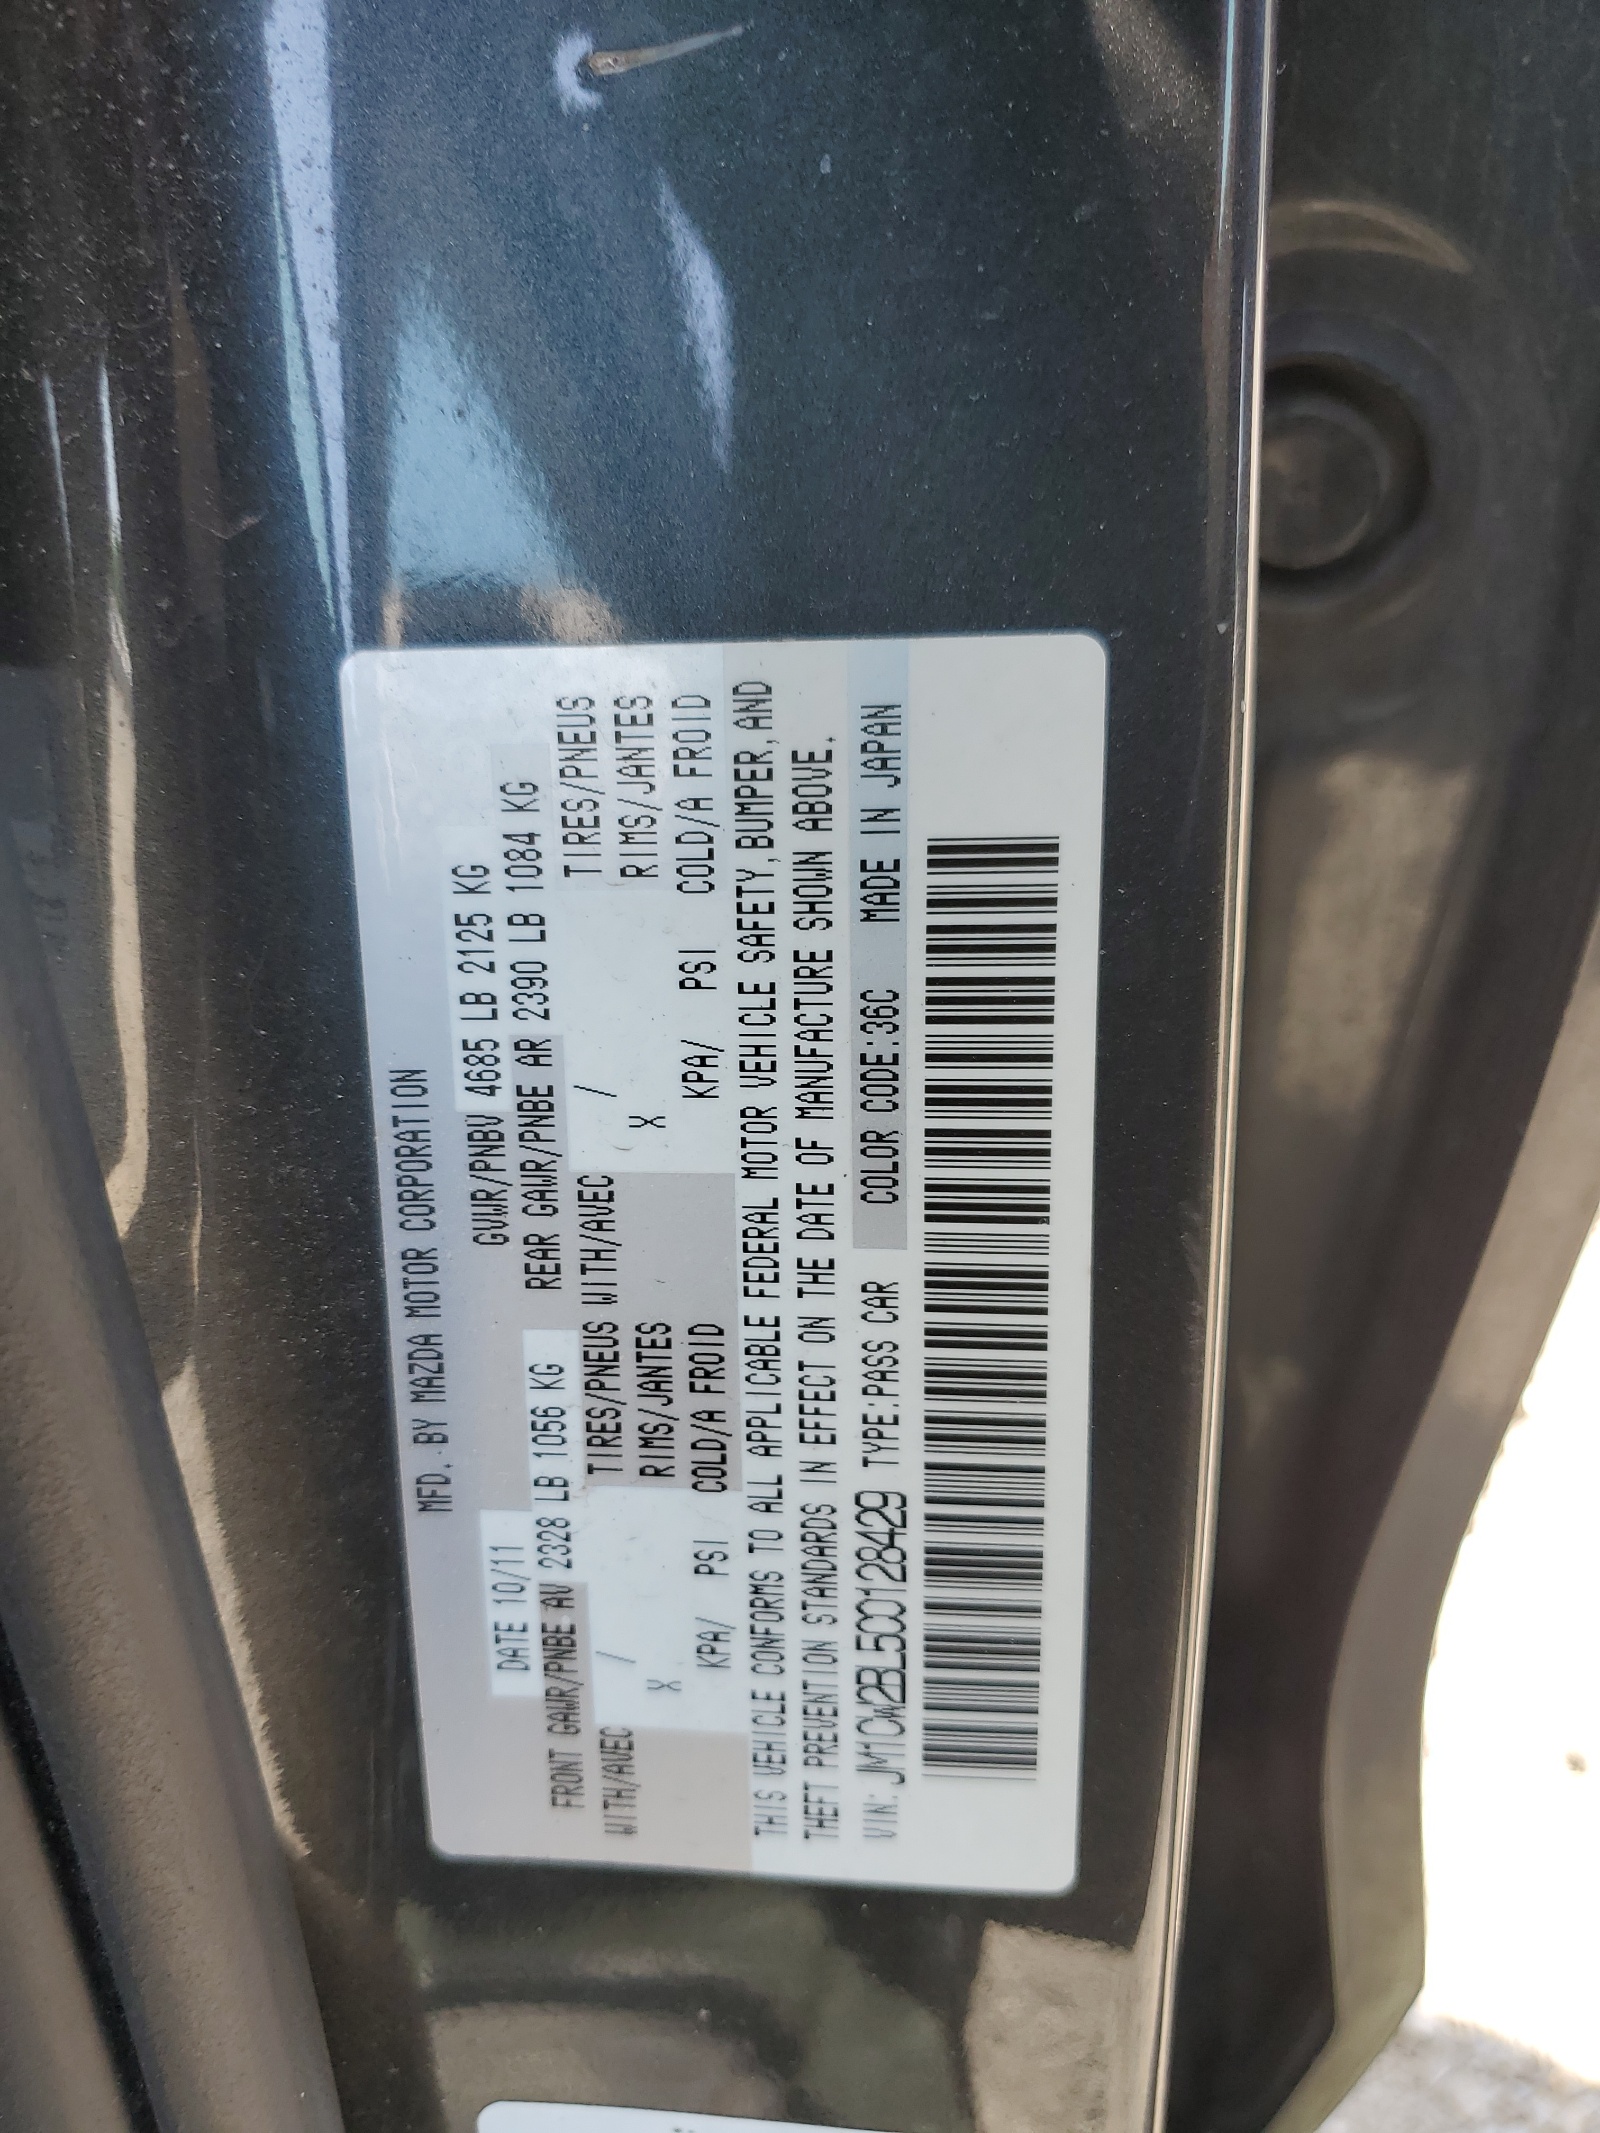 MFD. BY MAZDA MOTOR CORPORATION
DATE 10/11 GVWR/PNBV 4685 LB 2125 KG
FRONT GAWR/PNBE AV 2328 LB 1056 KG REAR GAWR/PNBE AR 2390 LB 1084 KG
WITH/AVEC / TIRES/PNEUS WITH/AVEC / TIRES/PNEUS
X RIMS/JANTES X RIMS/JANTES
KPA/ PSI COLD/A FROID KPA/ PSI COLD/A FROID
THIS VEHICLE CONFORMS TO ALL APPLICABLE FEDERAL MOTOR VEHICLE SAFETY, BUMPER, AND
THEFT PREVENTION STANDARDS IN EFFECT ON THE DATE OF MANUFACTURE SHOWN ABOVE.
VIN: JM1CW2BL5C0128429 TYPE:PASS CAR COLOR CODE:36C MADE IN JAPAN